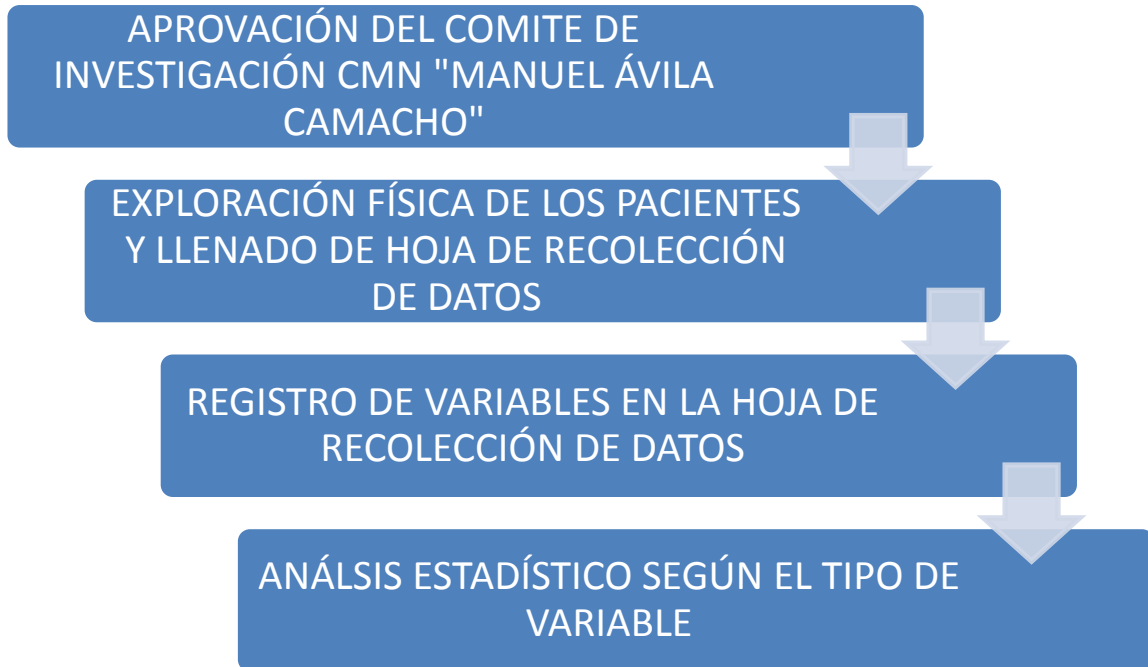 APROVACIÓN DEL COMITE DE
INVESTIGACIÓN CMN "MANUEL ÁVILA
CAMACHO"
EXPLORACIÓN FÍSICA DE LOS PACIENTES
Y LLENADO DE HOJA DE RECOLECCIÓN
DE DATOS
REGISTRO DE VARIABLES EN LA HOJA DE
RECOLECCIÓN DE DATOS
ANÁLSIS ESTADÍSTICO SEGÚN EL TIPO DE
VARIABLE